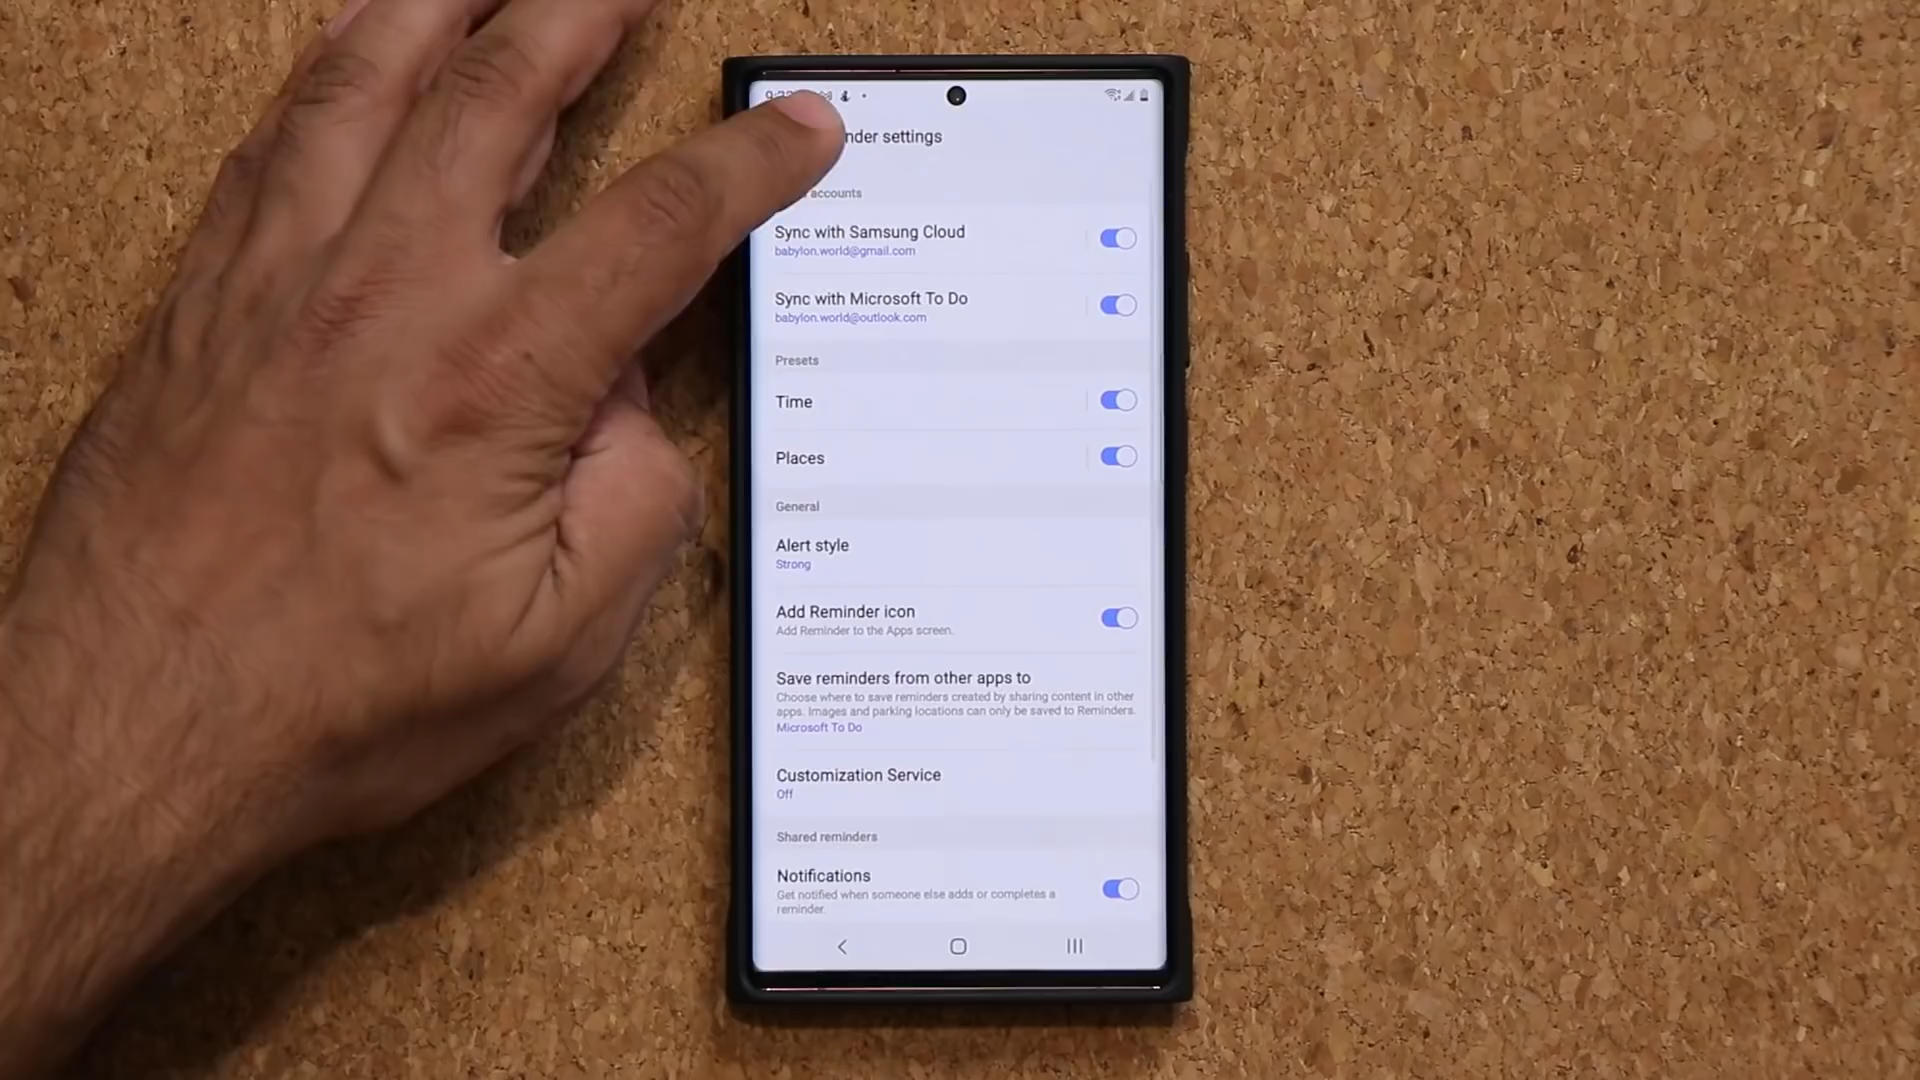 nder settings
accounts
Sync with Samsung Cloud
babylon.world@gmail.com
Sync with Microsoft To Do
babylon.world@outlook.com
Presets
Time
Places
General
Alert style
Strong
Add Reminder icon
Add Reminder to the Apps screen.
Save reminders from other apps to
Choose where to save reminders created by sharing content in other
apps. Images and parking locations can only be saved to Reminders.
Microsoft To Do
Customization Service
Off
Shared reminders
Notifications
Get notified when someone else adds or completes a
reminder.